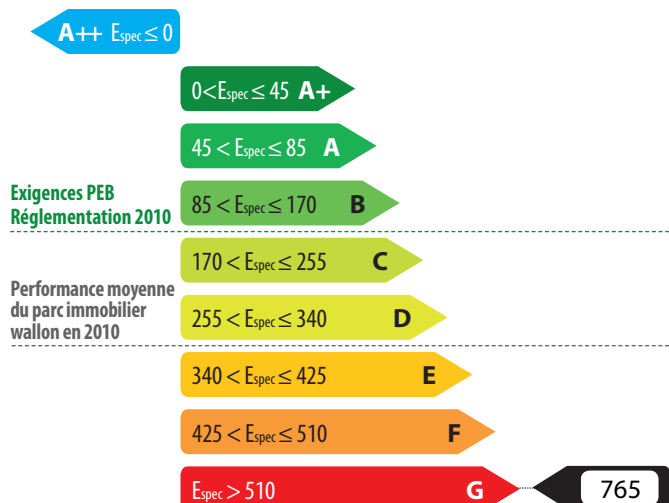 A++ Espec ≤ 0
0<Espec ≤ 45 A+
45 < Espec ≤ 85 A
Exigences PEB
Réglementation 2010
85 < Espec ≤ 170 B
170 < Espec ≤ 255 C
Performance moyenne
du parc immobilier
wallon en 2010
255 < Espec ≤ 340 D
340 < Espec ≤ 425 E
425 < Espec ≤ 510 F
Espec > 510 G 765